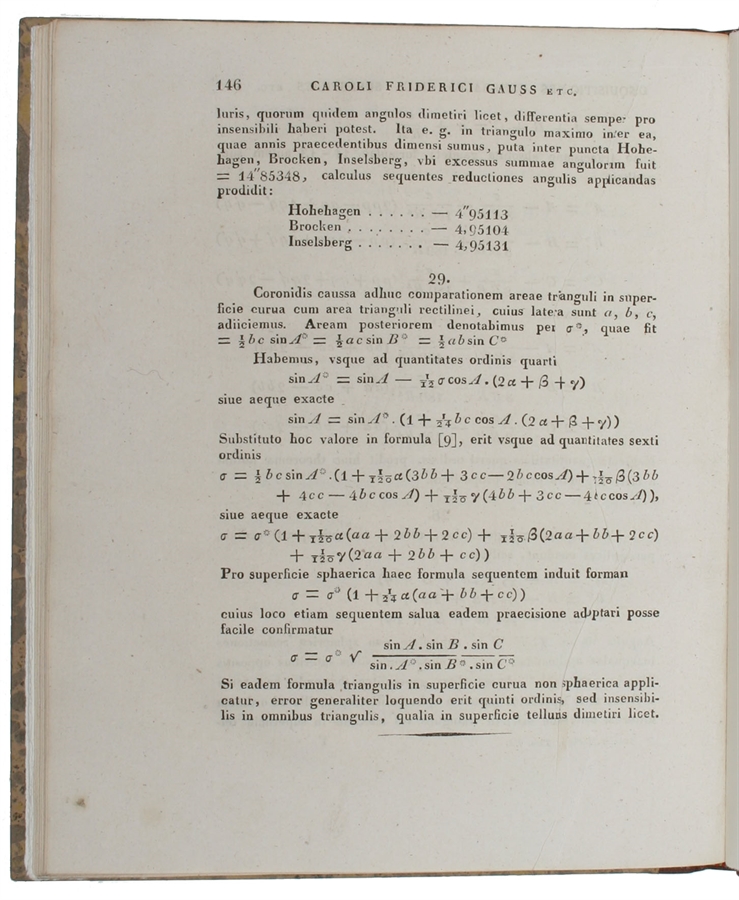 146 CAROLI FRIDERICI GAUSS ETC.
luris, quorum quidem angulos dimetiri licet, differentia semper pro
insensibili haberi potest. Ita e. g. in triangulo maximo inter ea,
quae annis praecedentibus dimensi sumus, puta inter puncta Hohe-
hagen, Brocken, Inselsberg, vbi excessus summae angulorum fuit
= 14″85348, calculus sequentes reductiones angulis applicandas
prodidit:
Hohehagen . . . . . . — 4″95113
Brocken . . . . . . . . — 4,95104
Inselsberg . . . . . . . — 4,95131
29.
Coronidis caussa adhuc comparationem areae trianguli in super-
ficie curua cum area trianguli rectilinei, cuius latera sunt a, b, c,
adiiciemus. Aream posteriorem denotabimus per σ°, quae fit
= ½ b c sin A° = ½ a c sin B° = ½ a b sin C°
Habemus, vsque ad quantitates ordinis quarti
sin A° = sin A — 1/12 σ cos A . (2α + β + γ)
siue aeque exacte
sin A = sin A° . (1 + 1/24 b c cos A . (2α + β + γ))
Substituto hoc valore in formula [9], erit vsque ad quantitates sexti
ordinis
σ = ½ b c sin A° . (1 + 1/120 α (3bb + 3cc — 2bc cos A) + 1/120 β (3bb
+ 4cc — 4bc cos A) + 1/120 γ (4bb + 3cc — 4bc cos A)),
siue aeque exacte
σ = σ° (1 + 1/120 α (aa + 2bb + 2cc) + 1/120 β (2aa + bb + 2cc)
+ 1/120 γ (2aa + 2bb + cc))
Pro superficie sphaerica haec formula sequentem induit forman
σ = σ° (1 + 1/24 α (aa + bb + cc))
cuius loco etiam sequentem salua eadem praecisione adoptari posse
facile confirmatur
σ = σ° √ sin A . sin B . sin C / sin . A° . sin B° . sin C°
Si eadem formula triangulis in superficie curua non sphaerica appli-
catur, error generaliter loquendo erit quinti ordinis, sed insensibi-
lis in omnibus triangulis, qualia in superficie telluris dimetiri licet.